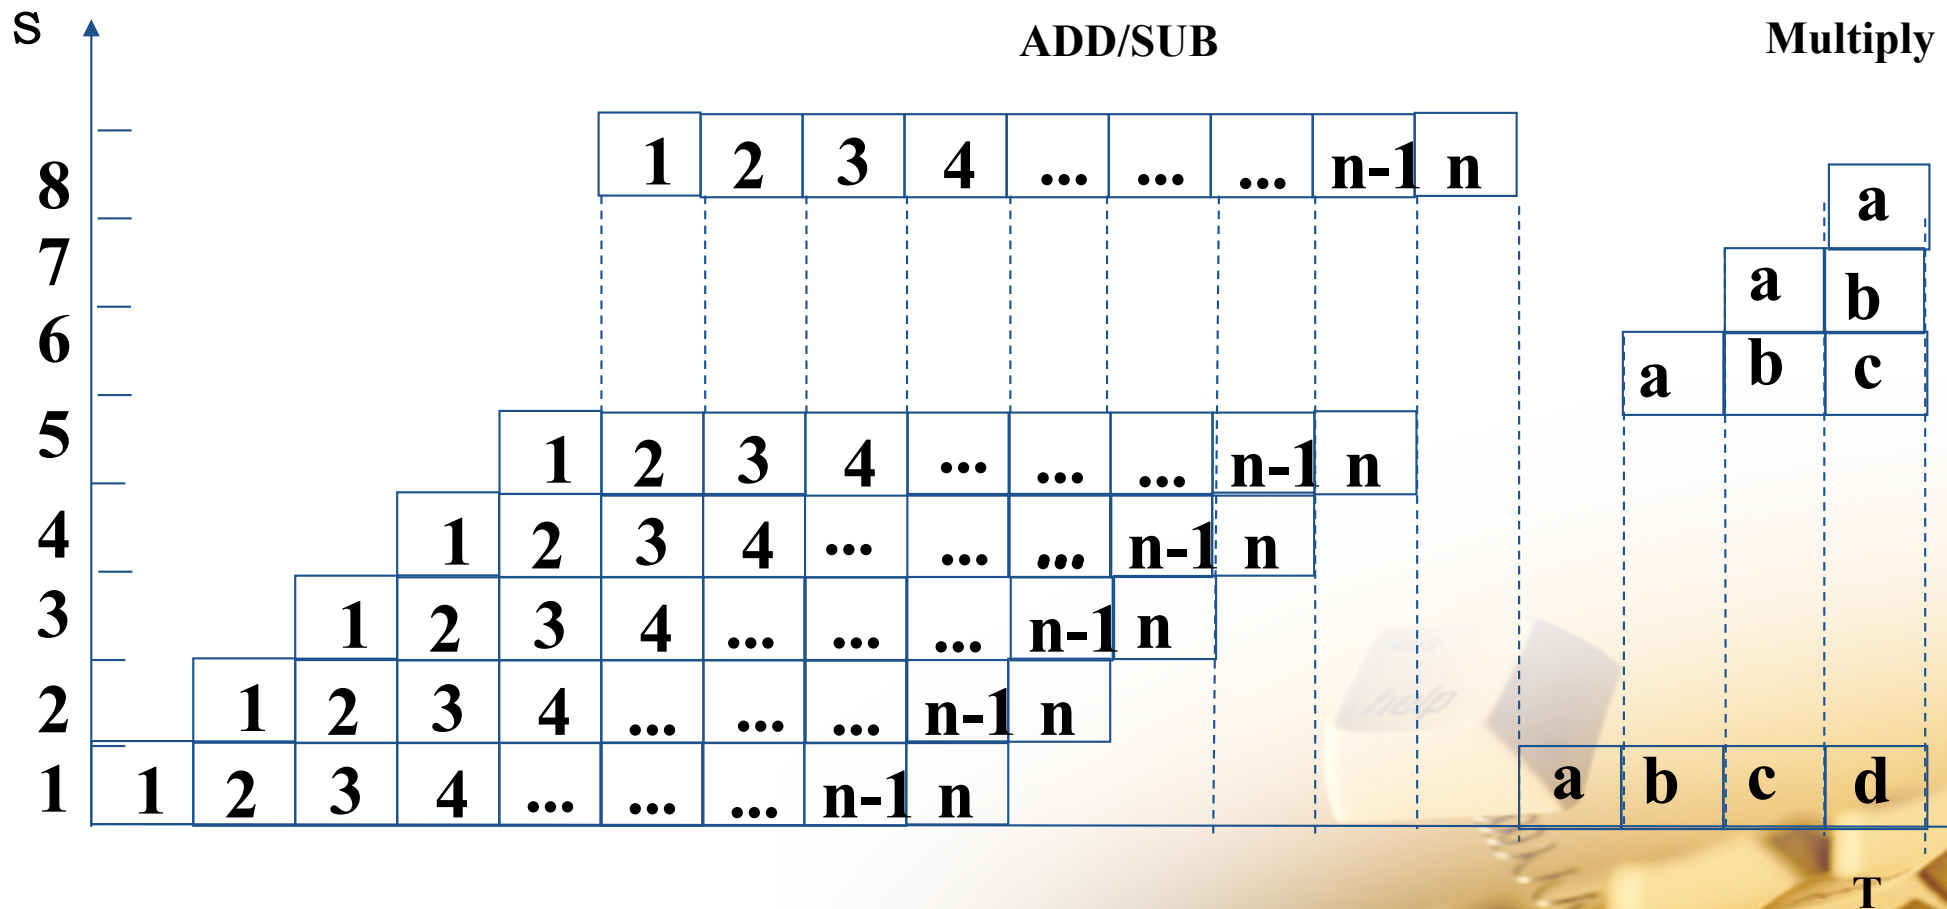 S ADD/SUB Multiply
8 1 2 3 4 ... ... ... n-1 n a
7 a b
6 a b c
5 1 2 3 4 ... ... ... n-1 n
4 1 2 3 4 ... ... ... n-1 n
3 1 2 3 4 ... ... ... n-1 n
help
2 1 2 3 4 ... ... ... n-1 n
1 1 2 3 4 ... ... ... n-1 n a b c d
T